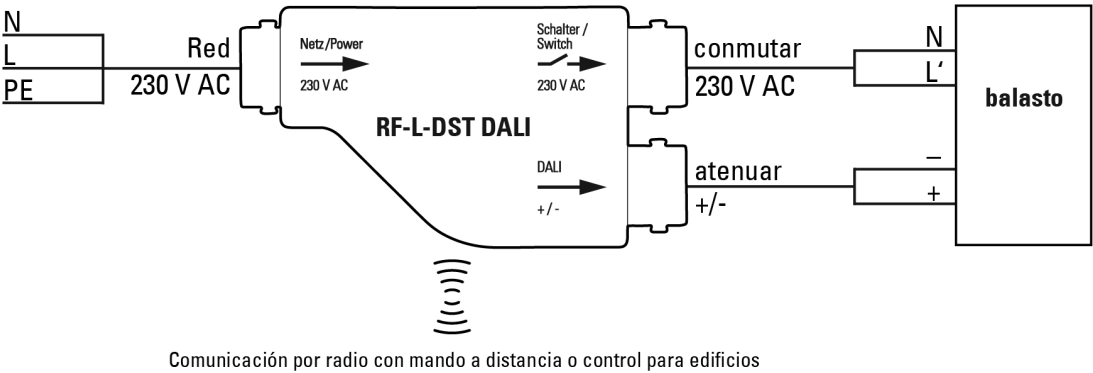 N
L
PE
Red
230 V AC
Netz/Power
230 V AC
Schalter /
Switch
230 V AC
RF-L-DST DALI
DALI
+/-
conmutar
230 V AC
atenuar
+/-
N
L‘
–
+
balasto
Comunicación por radio con mando a distancia o control para edificios